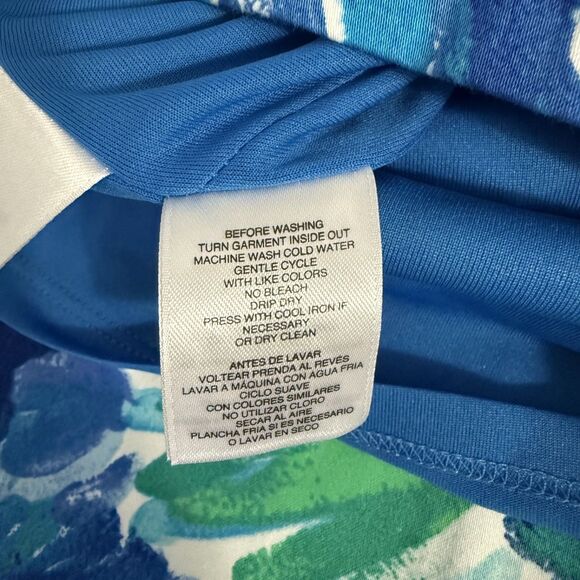 BEFORE WASHING
TURN GARMENT INSIDE OUT
MACHINE WASH COLD WATER
GENTLE CYCLE
WITH LIKE COLORS
NO BLEACH
DRIP DRY
PRESS WITH COOL IRON IF
NECESSARY
OR DRY CLEAN
ANTES DE LAVAR
VOLTEAR PRENDA AL REVÉS
LAVAR A MÁQUINA CON AGUA FRIA
CICLO SUAVE
CON COLORES SIMILARES
NO UTILIZAR CLORO
SECAR AL AIRE
PLANCHA FRIA SI ES NECESARIO
O LAVAR EN SECO